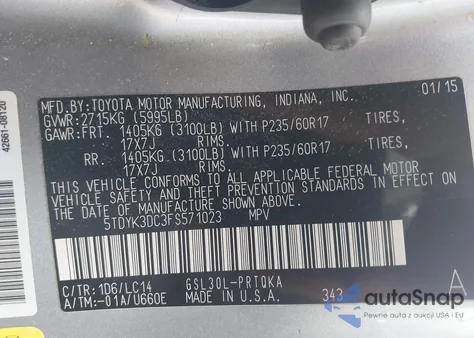 42661-08120
MFD.BY:TOYOTA MOTOR MANUFACTURING, INDIANA, INC. 01/15
GVWR:2715KG (5995LB)
GAWR:FRT. 1405KG (3100LB) WITH P235/60R17 TIRES,
17X7J RIMS.
RR. 1405KG (3100LB) WITH P235/60R17 TIRES,
17X7J RIMS.
THIS VEHICLE CONFORMS TO ALL APPLICABLE FEDERAL MOTOR
VEHICLE SAFETY AND THEFT PREVENTION STANDARDS IN EFFECT ON
THE DATE OF MANUFACTURE SHOWN ABOVE.
5TDYK3DC3FS571023 MPV
C/TR:1D6/LC14 GSL30L-PRTQKA A
A/TM:-01A/U660E MADE IN U.S.A. 343
autoSnap
Pewne auto z aukcji USA i EU